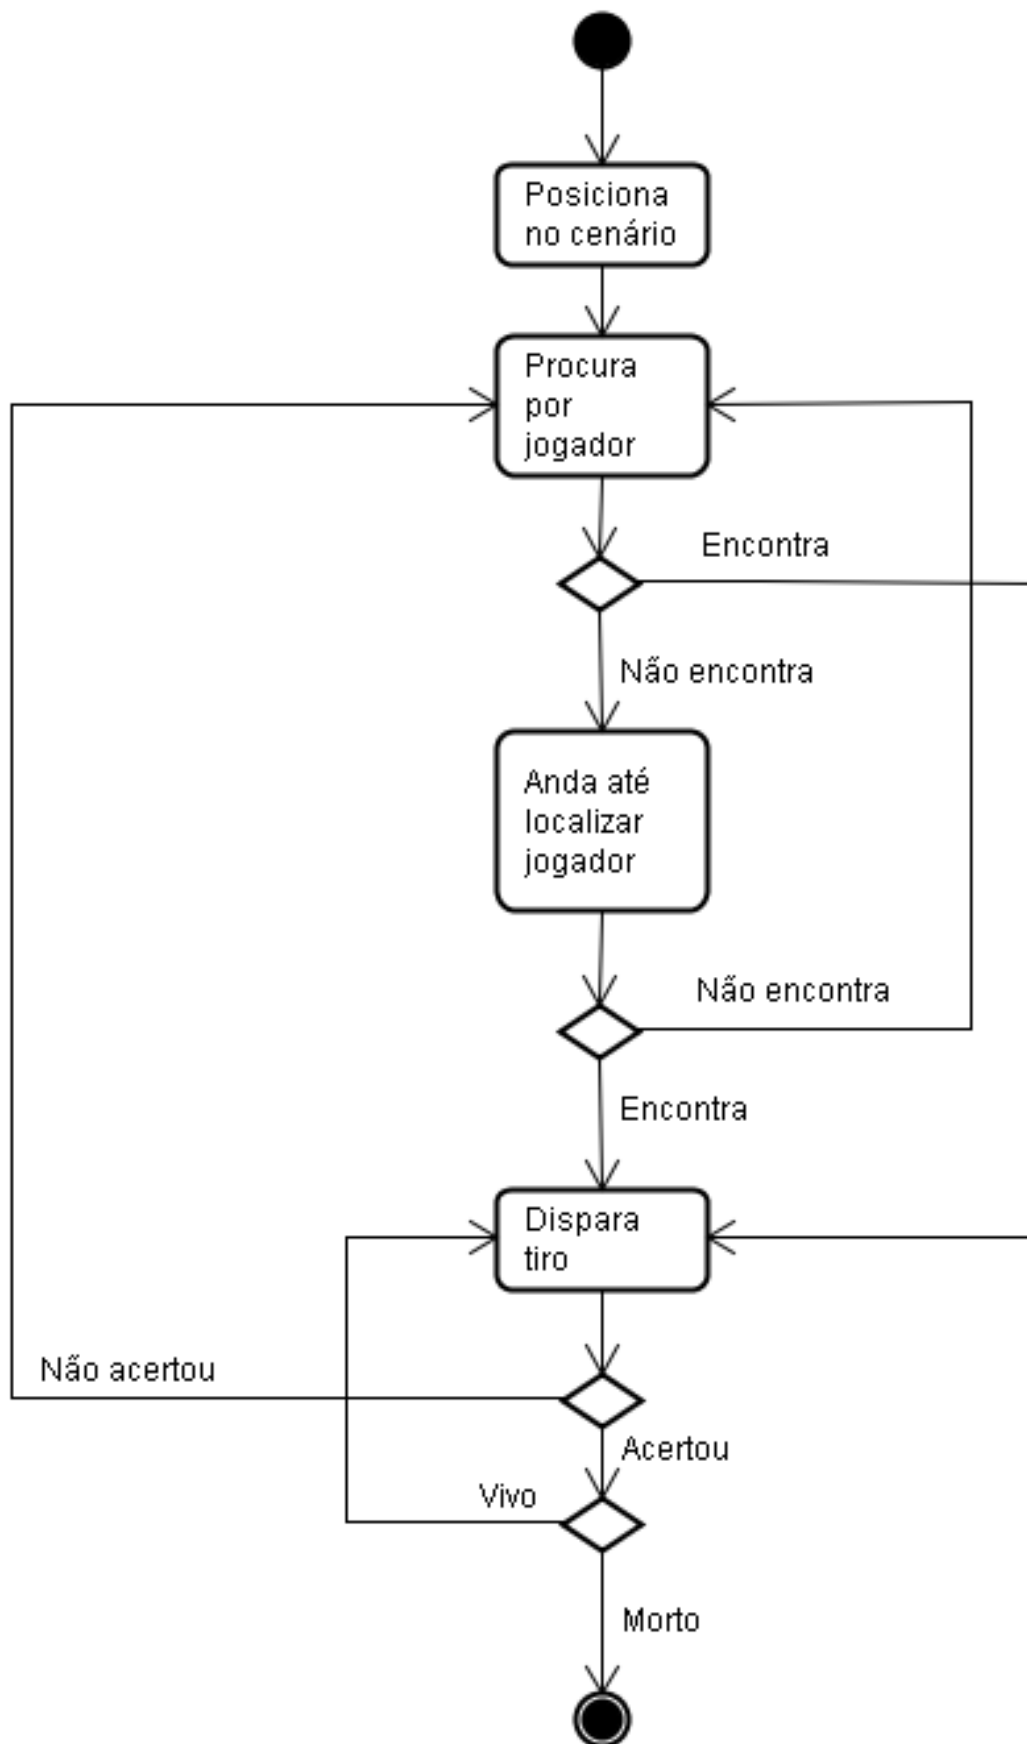 Posiciona
no cenário
Procura
por
jogador
Encontra
Não encontra
Anda até
localizar
jogador
Não encontra
Encontra
Dispara
tiro
Não acertou
Acertou
Vivo
Morto